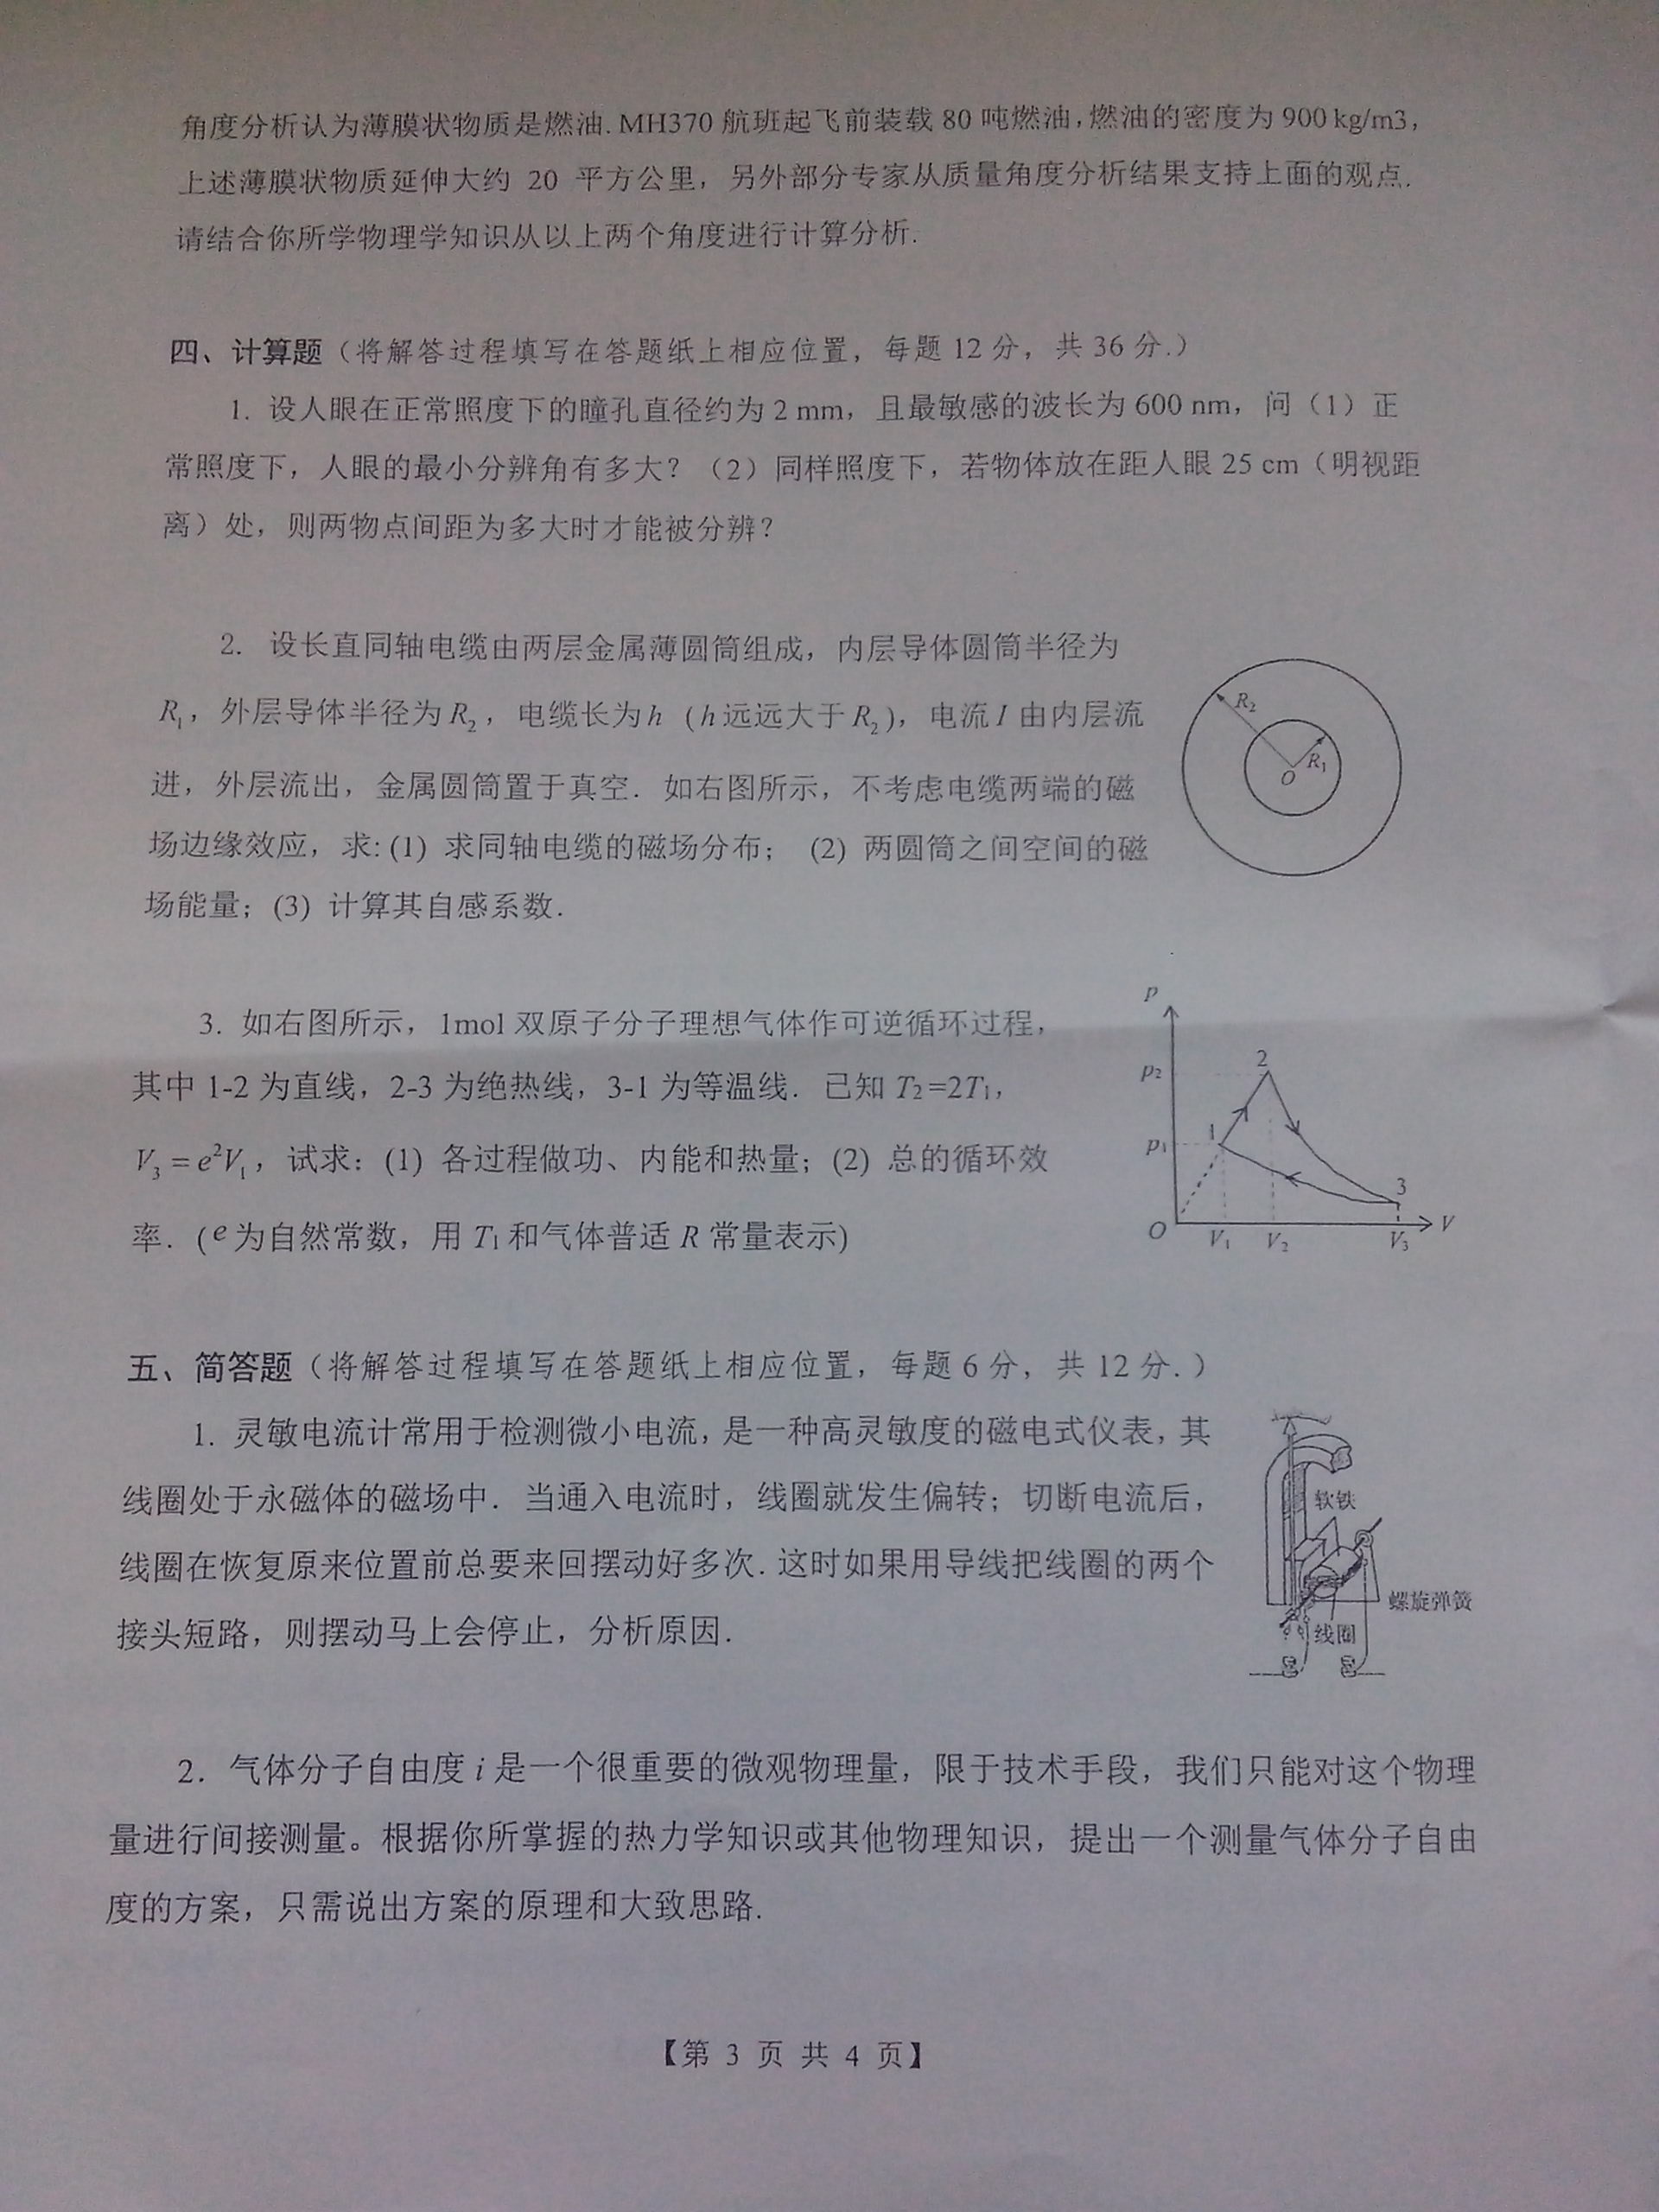 角度分析认为薄膜状物质是燃油.MH370 航班起飞前装载 80 吨燃油,燃油的密度为 900 kg/m3,
上述薄膜状物质延伸大约 20 平方公里，另外部分专家从质量角度分析结果支持上面的观点.
请结合你所学物理学知识从以上两个角度进行计算分析.
四、计算题（将解答过程填写在答题纸上相应位置，每题 12 分，共 36 分.）
1. 设人眼在正常照度下的瞳孔直径约为 2 mm，且最敏感的波长为 600 nm，问（1）正
常照度下，人眼的最小分辨角有多大？（2）同样照度下，若物体放在距人眼 25 cm（明视距
离）处，则两物点间距为多大时才能被分辨？
2. 设长直同轴电缆由两层金属薄圆筒组成，内层导体圆筒半径为
R₁，外层导体半径为R₂，电缆长为h (h远远大于R₂)，电流I 由内层流
进，外层流出，金属圆筒置于真空．如右图所示，不考虑电缆两端的磁
场边缘效应，求: (1) 求同轴电缆的磁场分布； (2) 两圆筒之间空间的磁
场能量；(3) 计算其自感系数．
R₂
R₁
O
3. 如右图所示，1mol 双原子分子理想气体作可逆循环过程，
其中 1-2 为直线，2-3 为绝热线，3-1 为等温线．已知 T₂=2T₁，
V₃ = e²V₁，试求：(1) 各过程做功、内能和热量；(2) 总的循环效
率．(e为自然常数，用 T₁和气体普适 R 常量表示)
p
2
p₂
1
p₁
3
O
V₁
V₂
V₃
V
五、简答题（将解答过程填写在答题纸上相应位置，每题 6 分，共 12 分.）
1. 灵敏电流计常用于检测微小电流，是一种高灵敏度的磁电式仪表，其
线圈处于永磁体的磁场中．当通入电流时，线圈就发生偏转；切断电流后，
线圈在恢复原来位置前总要来回摆动好多次.这时如果用导线把线圈的两个
接头短路，则摆动马上会停止，分析原因．
软铁
螺旋弹簧
线圈
2．气体分子自由度 i 是一个很重要的微观物理量，限于技术手段，我们只能对这个物理
量进行间接测量。根据你所掌握的热力学知识或其他物理知识，提出一个测量气体分子自由
度的方案，只需说出方案的原理和大致思路.
【第 3 页 共 4 页】